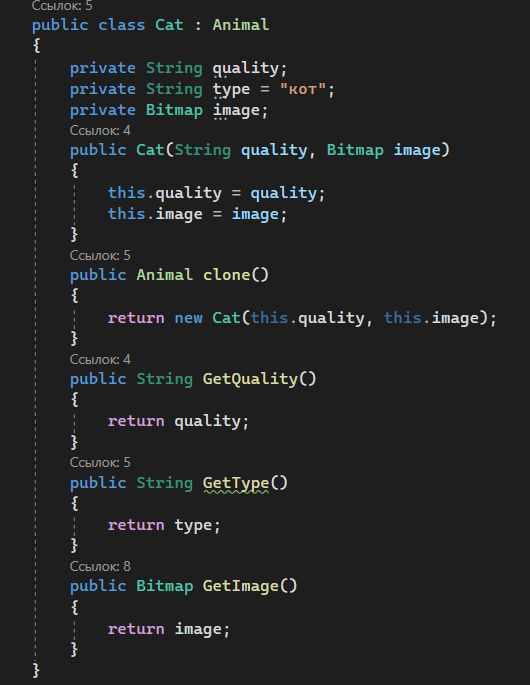 Ссылок: 5
public class Cat : Animal
{
private String quality;
private String type = "кот";
private Bitmap image;
Ссылок: 4
public Cat(String quality, Bitmap image)
{
this.quality = quality;
this.image = image;
}
Ссылок: 5
public Animal clone()
{
return new Cat(this.quality, this.image);
}
Ссылок: 4
public String GetQuality()
{
return quality;
}
Ссылок: 5
public String GetType()
{
return type;
}
Ссылок: 8
public Bitmap GetImage()
{
return image;
}
}